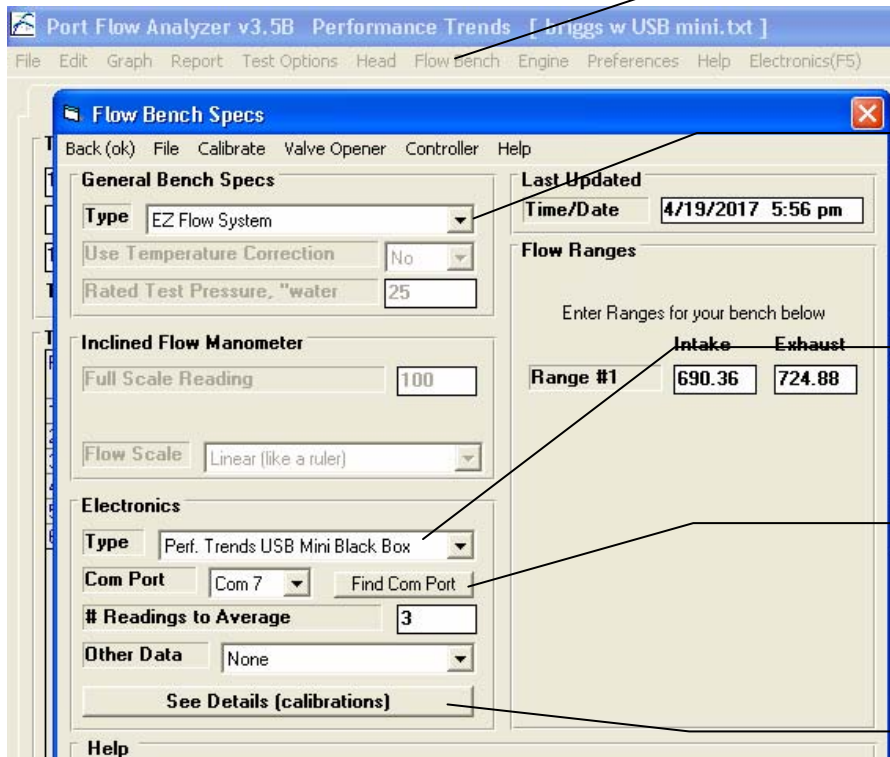 Port Flow Analyzer v3.5B Performance Trends [ briggs w USB mini.txt ]
File Edit Graph Report Test Options Head Flow Bench Engine Preferences Help Electronics(F5)
Flow Bench Specs
Back (ok) File Calibrate Valve Opener Controller Help
General Bench Specs
Type EZ Flow System
Use Temperature Correction No
Rated Test Pressure, "water 25
Inclined Flow Manometer
Full Scale Reading 100
Flow Scale Linear (like a ruler)
Electronics
Type Perf. Trends USB Mini Black Box
Com Port Com 7 Find Com Port
# Readings to Average 3
Other Data None
See Details (calibrations)
Last Updated
Time/Date 4/19/2017 5:56 pm
Flow Ranges
Enter Ranges for your bench below
Intake Exhaust
Range #1 690.36 724.88
Help